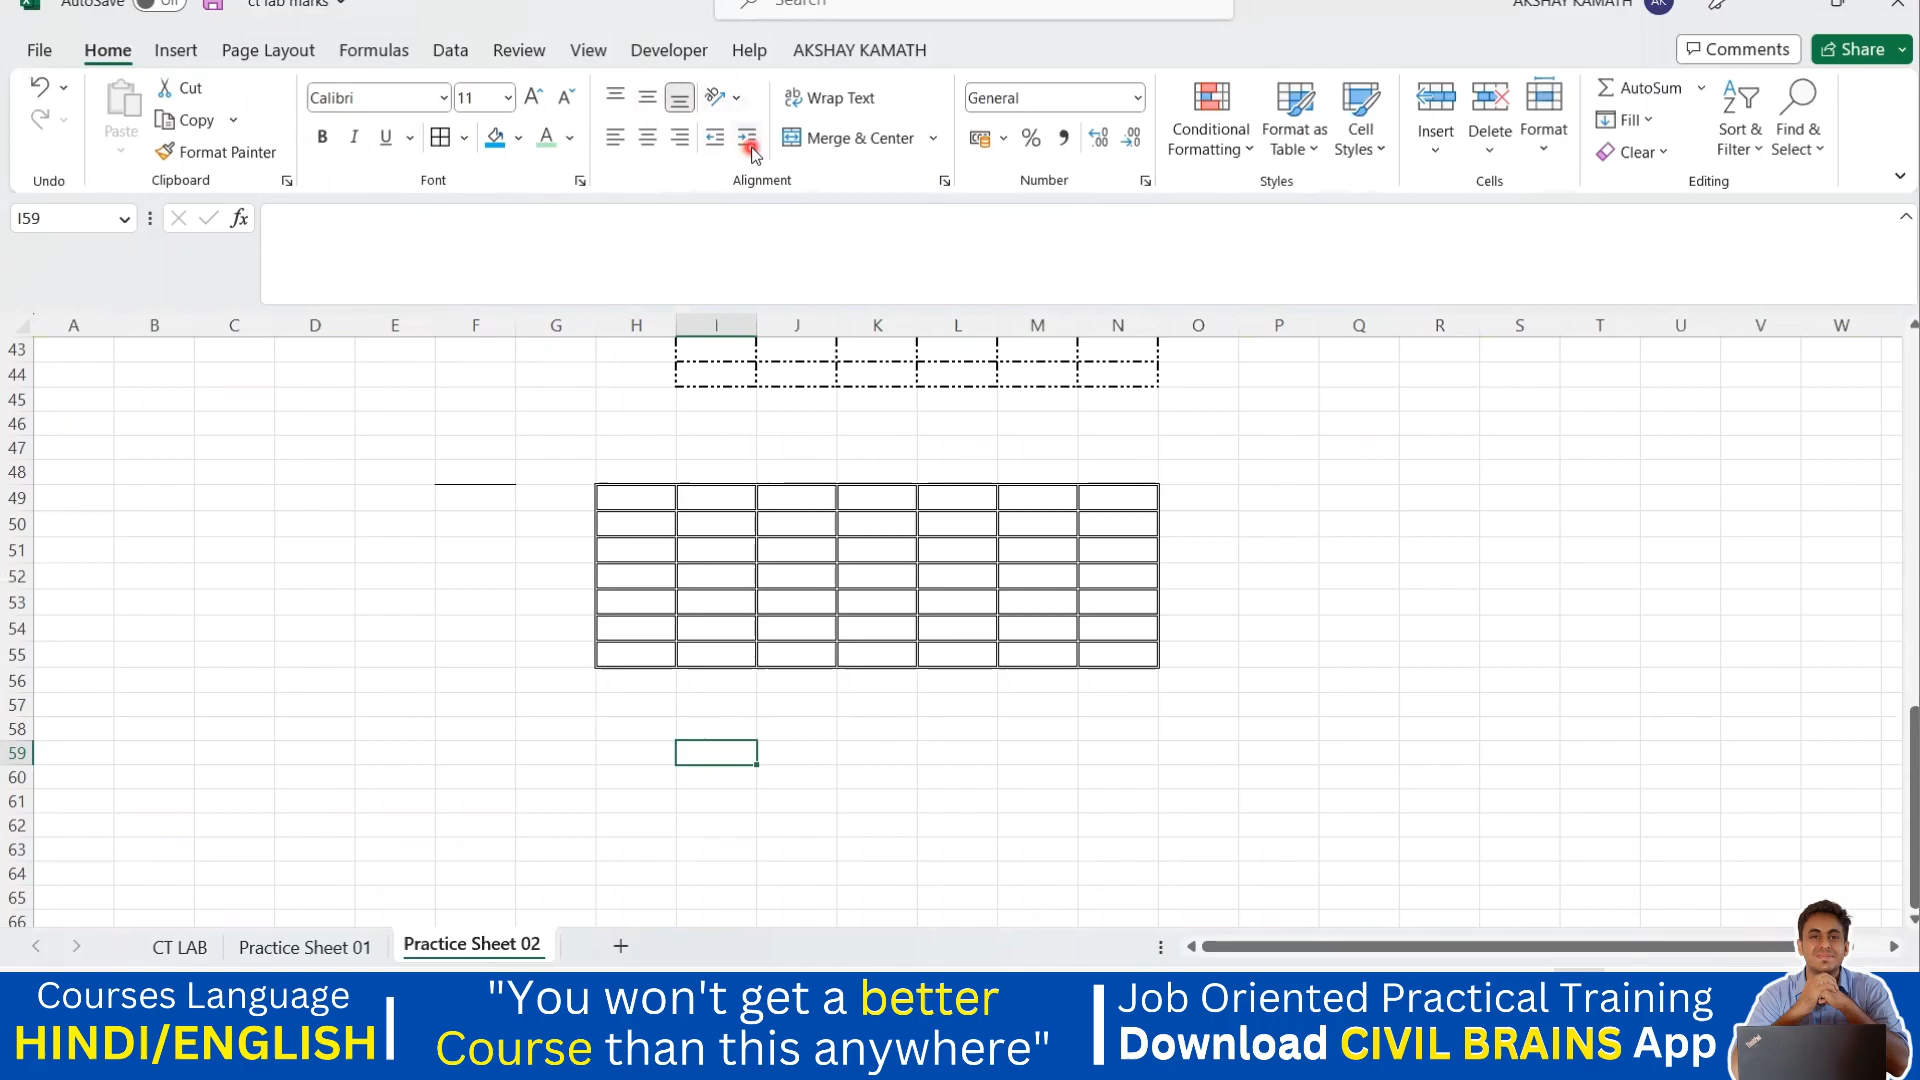 AutoSave Off ct lab marks Search AKSHAY KAMATH AK
File Home Insert Page Layout Formulas Data Review View Developer Help AKSHAY KAMATH Comments Share
Paste Cut Copy Format Painter
Calibri 11
B I U A
ab Wrap Text
Merge & Center
General
% 9
Conditional Formatting
Format as Table
Cell Styles
Insert Delete Format
AutoSum
Fill
Clear
Sort & Filter
Find & Select
Undo Clipboard Font Alignment Number Styles Cells Editing
I59 fx
A B C D E F G H I J K L M N O P Q R S T U V W
43
44
45
46
47
48
49
50
51
52
53
54
55
56
57
58
59
60
61
62
63
64
65
66
CT LAB Practice Sheet 01 Practice Sheet 02
Courses Language
HINDI/ENGLISH
"You won't get a better
Course than this anywhere"
Job Oriented Practical Training
Download CIVIL BRAINS App